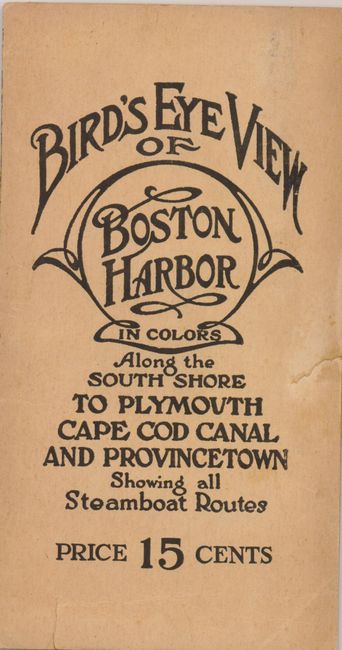 BIRD'S EYE VIEW
OF
BOSTON
HARBOR
IN COLORS
Along the
SOUTH SHORE
TO PLYMOUTH
CAPE COD CANAL
AND PROVINCETOWN
Showing all
Steamboat Routes
PRICE 15 CENTS